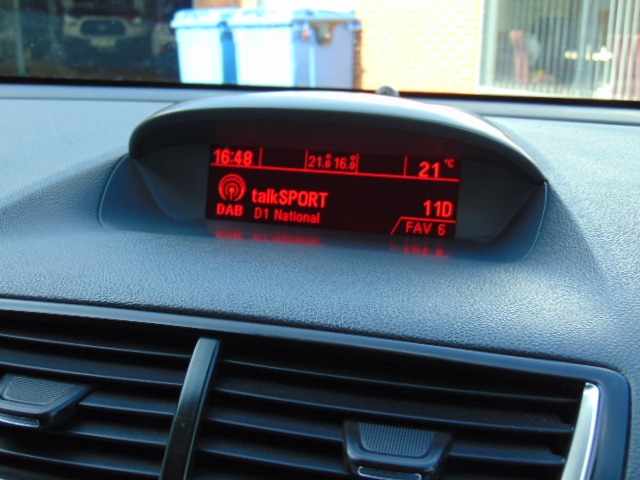 16:48 21.0° 16.0° 21°C
talkSPORT 11D
DAB D1 National
FAV 6